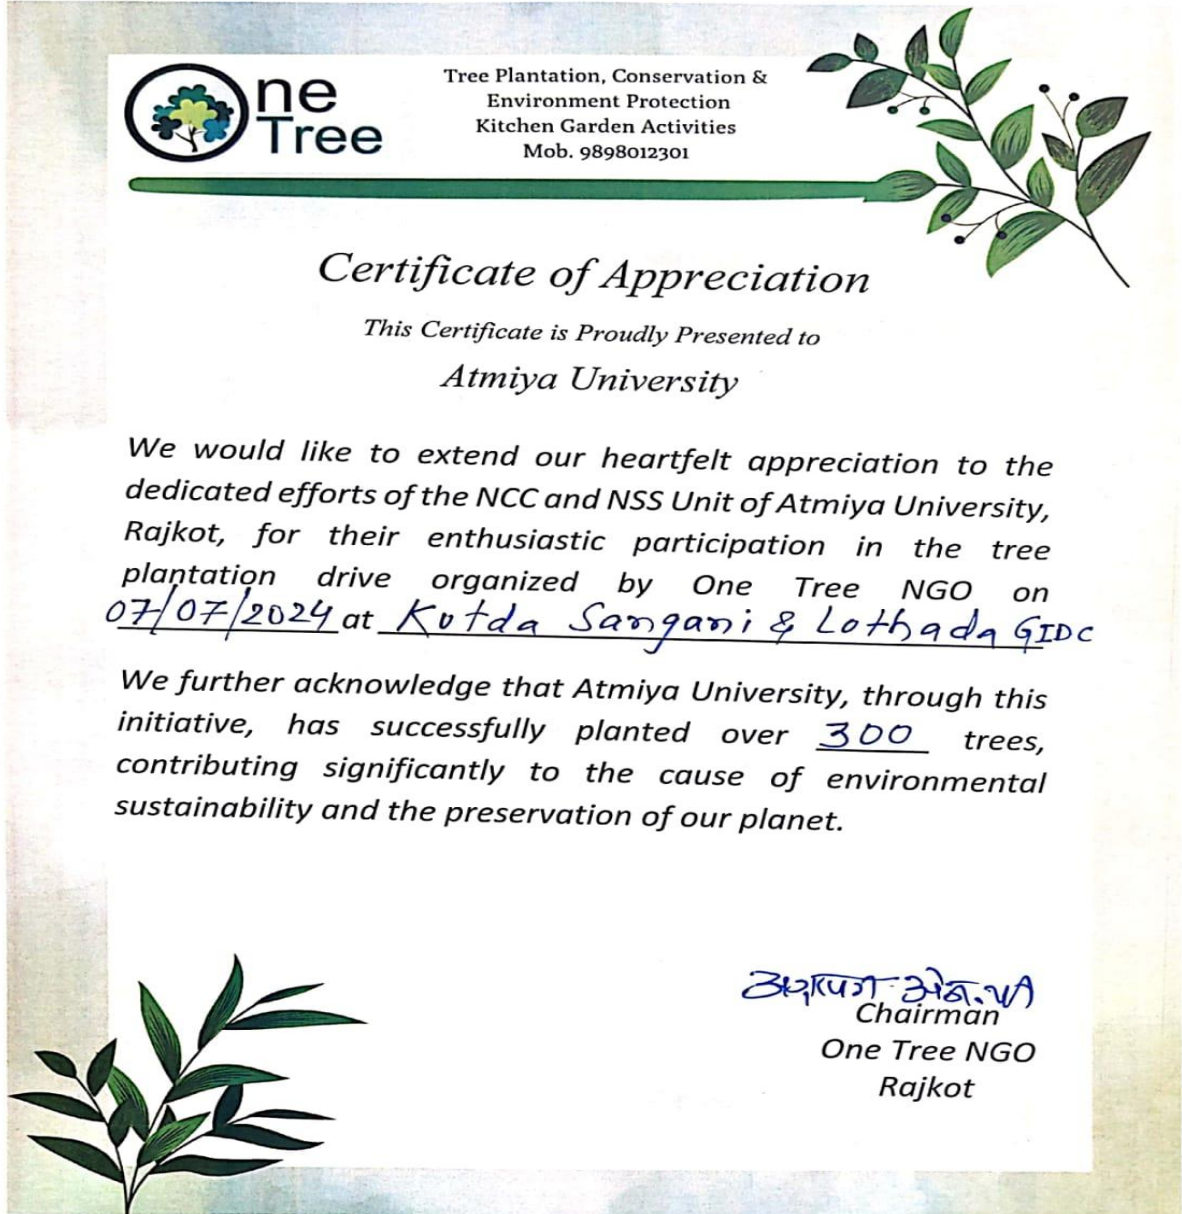 One Tree
Tree Plantation, Conservation &
Environment Protection
Kitchen Garden Activities
Mob. 9898012301
Certificate of Appreciation
This Certificate is Proudly Presented to
Atmiya University
We would like to extend our heartfelt appreciation to the
dedicated efforts of the NCC and NSS Unit of Atmiya University,
Rajkot, for their enthusiastic participation in the tree
plantation drive organized by One Tree NGO on
07/07/2024 at Kotda Sangani & Lothada GIDC
We further acknowledge that Atmiya University, through this
initiative, has successfully planted over 300 trees,
contributing significantly to the cause of environmental
sustainability and the preservation of our planet.
Chairman
One Tree NGO
Rajkot